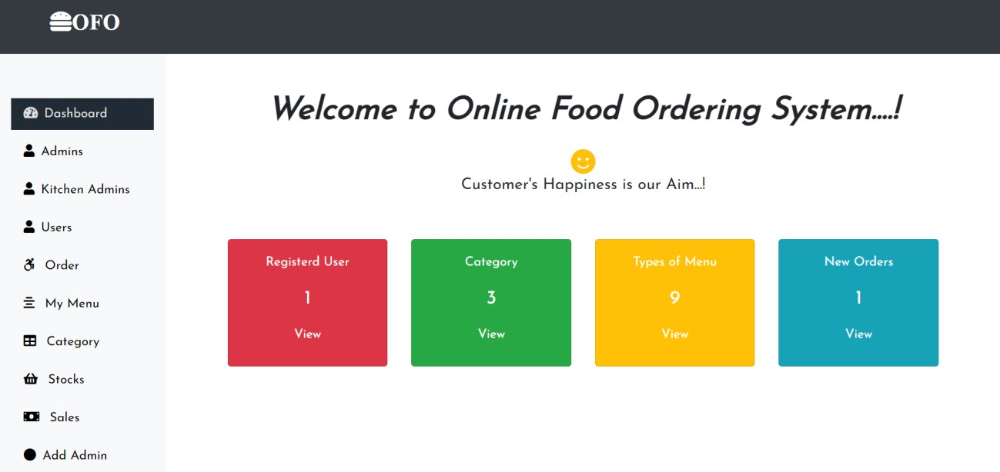 OFO
Dashboard
Admins
Kitchen Admins
Users
Order
My Menu
Category
Stocks
Sales
Add Admin
Welcome to Online Food Ordering System....!
Customer's Happiness is our Aim...!
Registerd User
1
View
Category
3
View
Types of Menu
9
View
New Orders
1
View